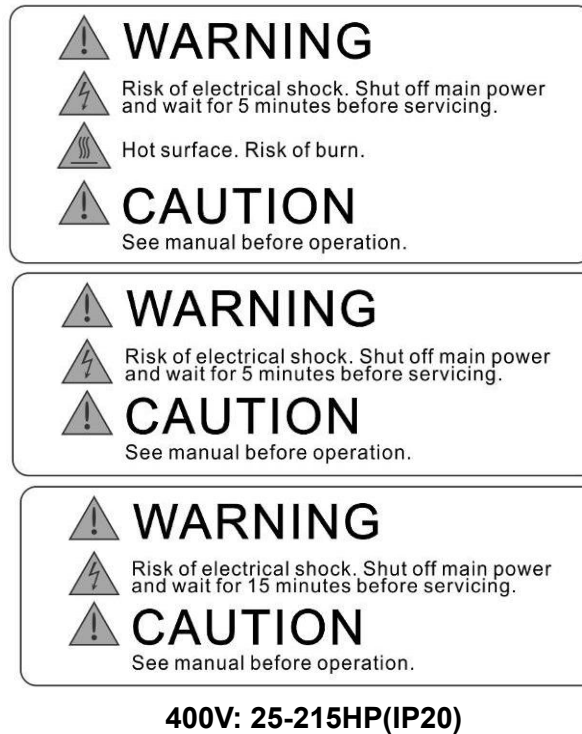 WARNING
Risk of electrical shock. Shut off main power
and wait for 5 minutes before servicing.
Hot surface. Risk of burn.
CAUTION
See manual before operation.
WARNING
Risk of electrical shock. Shut off main power
and wait for 5 minutes before servicing.
CAUTION
See manual before operation.
WARNING
Risk of electrical shock. Shut off main power
and wait for 15 minutes before servicing.
CAUTION
See manual before operation.
400V: 25-215HP(IP20)